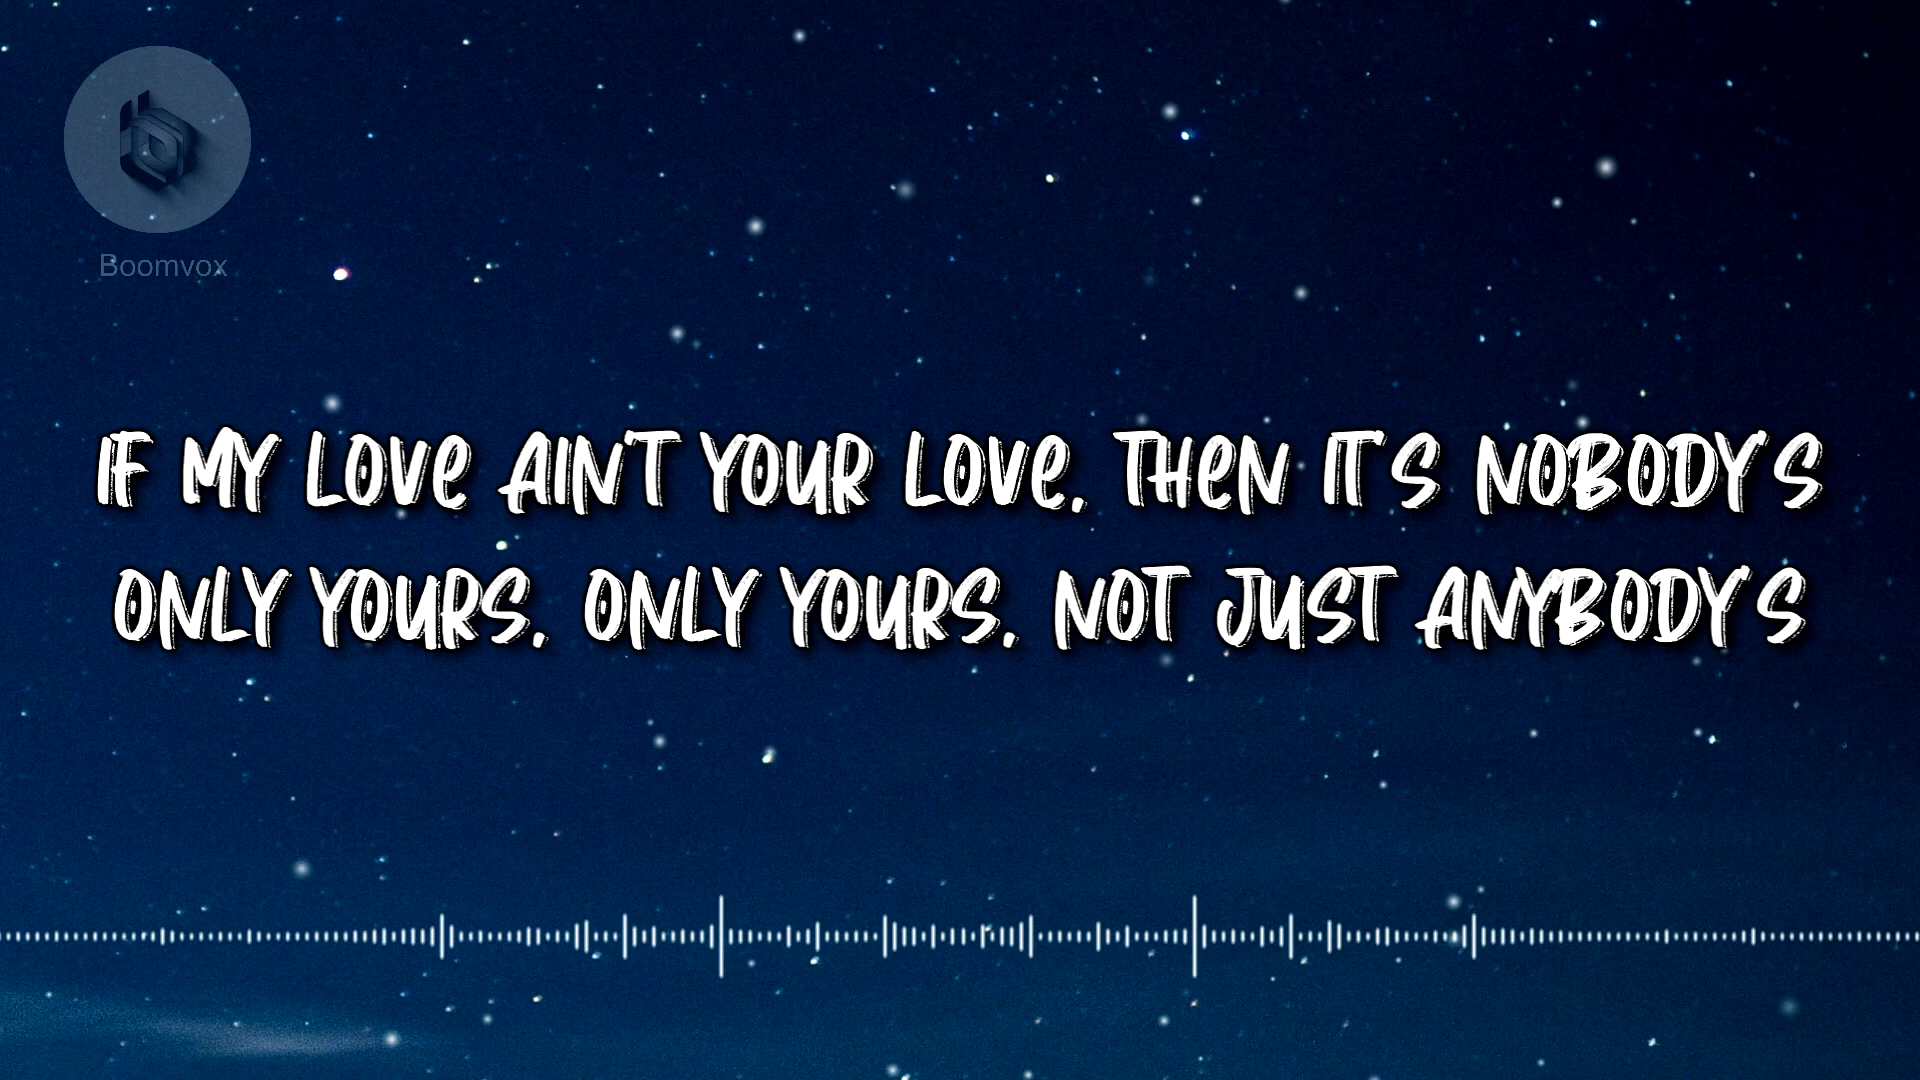 Boomvox
IF MY LOVE AIN'T YOUR LOVE, THEN IT'S NOBODY'S
ONLY YOURS, ONLY YOURS, NOT JUST ANYBODY'S